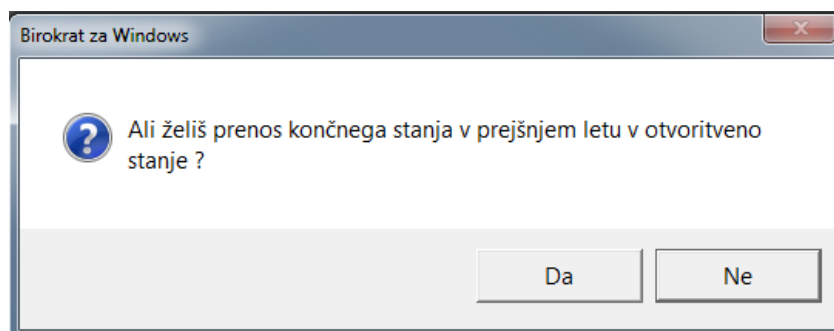 Birokrat za Windows
Ali želiš prenos končnega stanja v prejšnjem letu v otvoritveno
stanje ?
Da
Ne